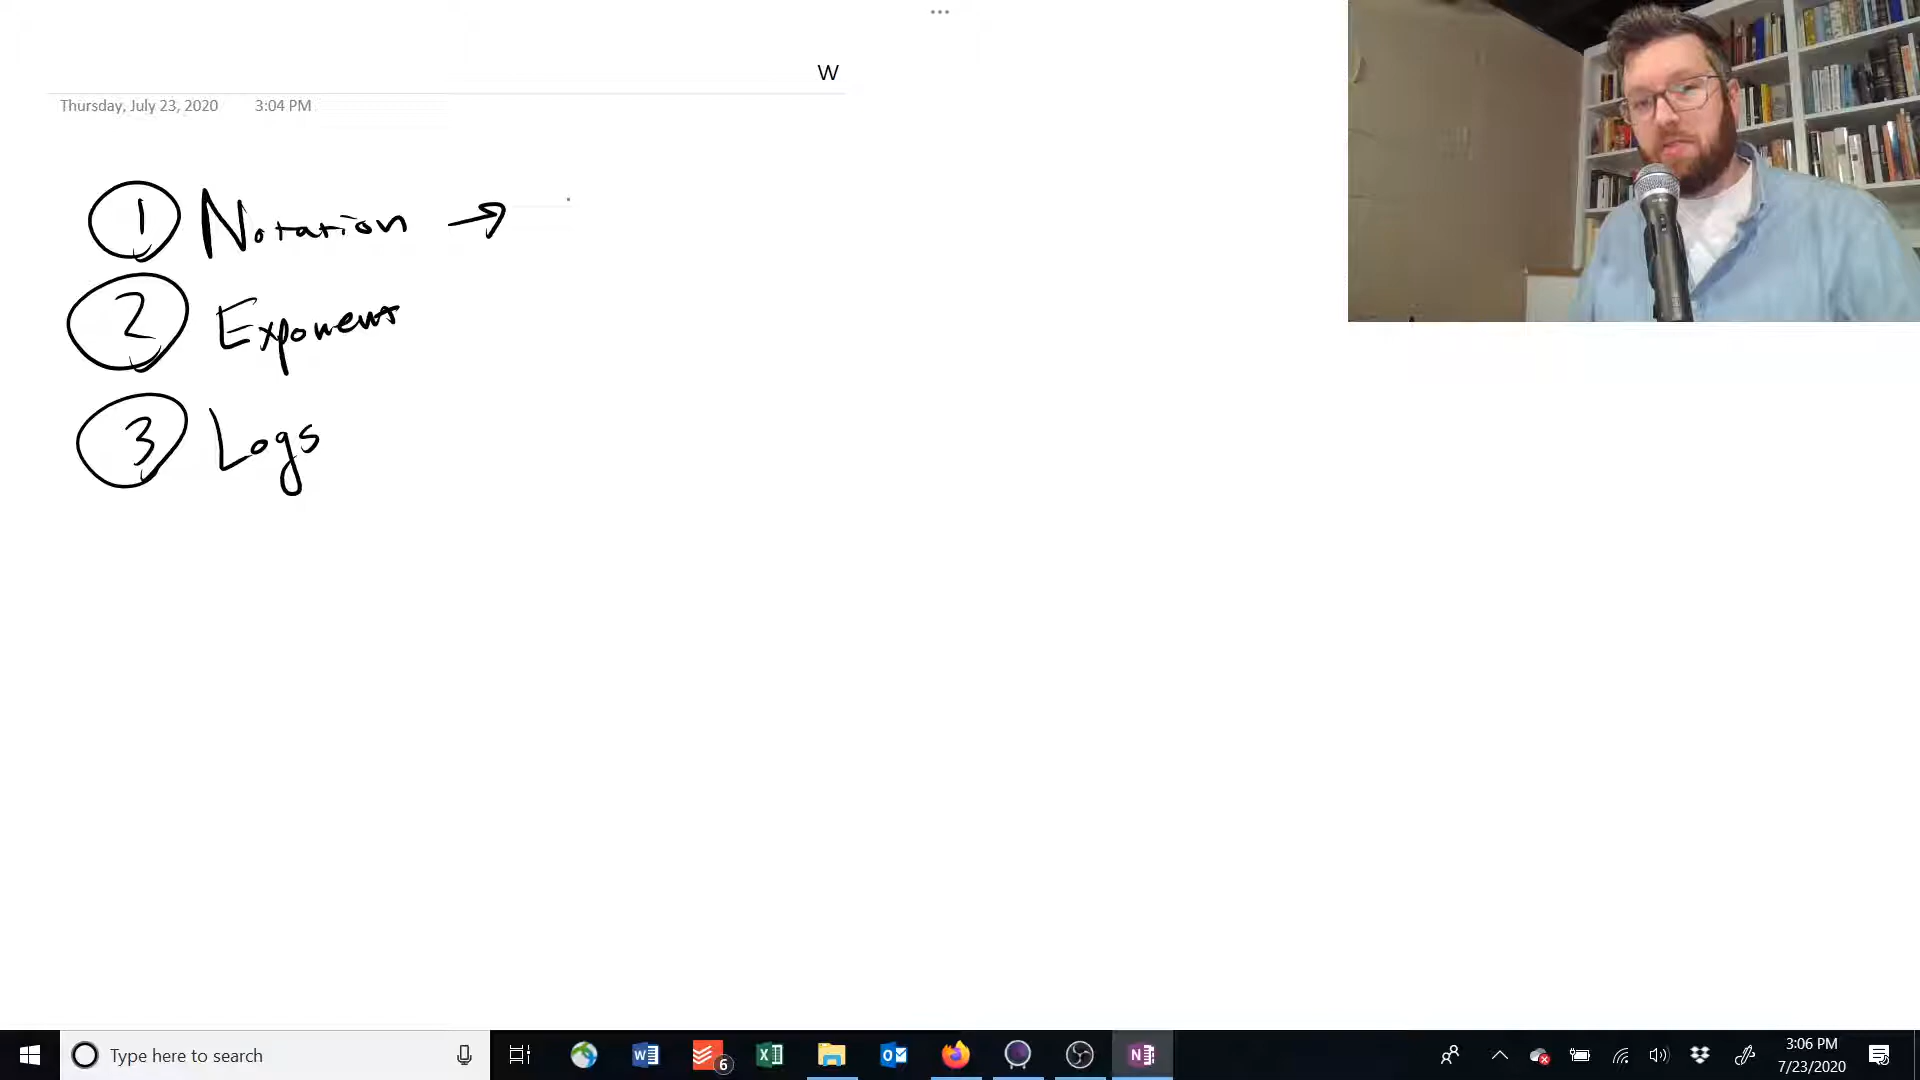 W
Thursday, July 23, 2020 3:04 PM
1 Notation →
2 Exponent
3 Logs
Type here to search
6
3:06 PM
7/23/2020